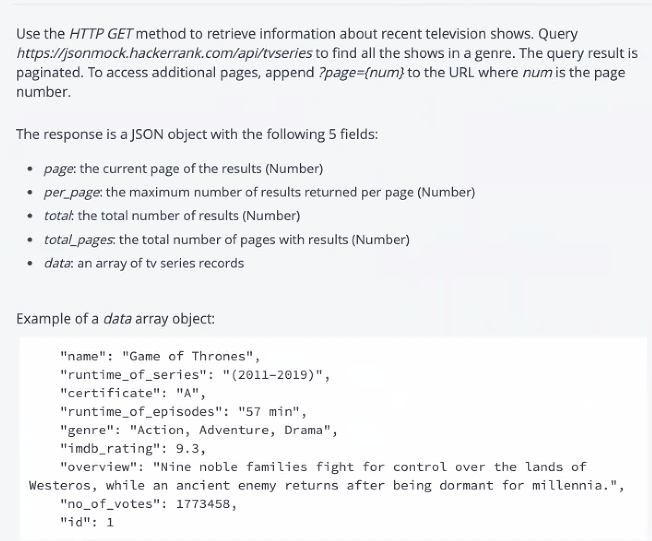 Use the HTTP GET method to retrieve information about recent television shows. Query
https://jsonmock.hackerrank.com/api/tvseries to find all the shows in a genre. The query result is
paginated. To access additional pages, append ?page={num} to the URL where num is the page
number.
The response is a JSON object with the following 5 fields:
• page: the current page of the results (Number)
• per_page: the maximum number of results returned per page (Number)
• total: the total number of results (Number)
• total_pages: the total number of pages with results (Number)
• data: an array of tv series records
Example of a data array object:
"name": "Game of Thrones",
"runtime_of_series": "(2011-2019)",
"certificate": "A",
"runtime_of_episodes": "57 min",
"genre": "Action, Adventure, Drama",
"imdb_rating": 9.3,
"overview": "Nine noble families fight for control over the lands of
Westeros, while an ancient enemy returns after being dormant for millennia.",
"no_of_votes": 1773458,
"id": 1